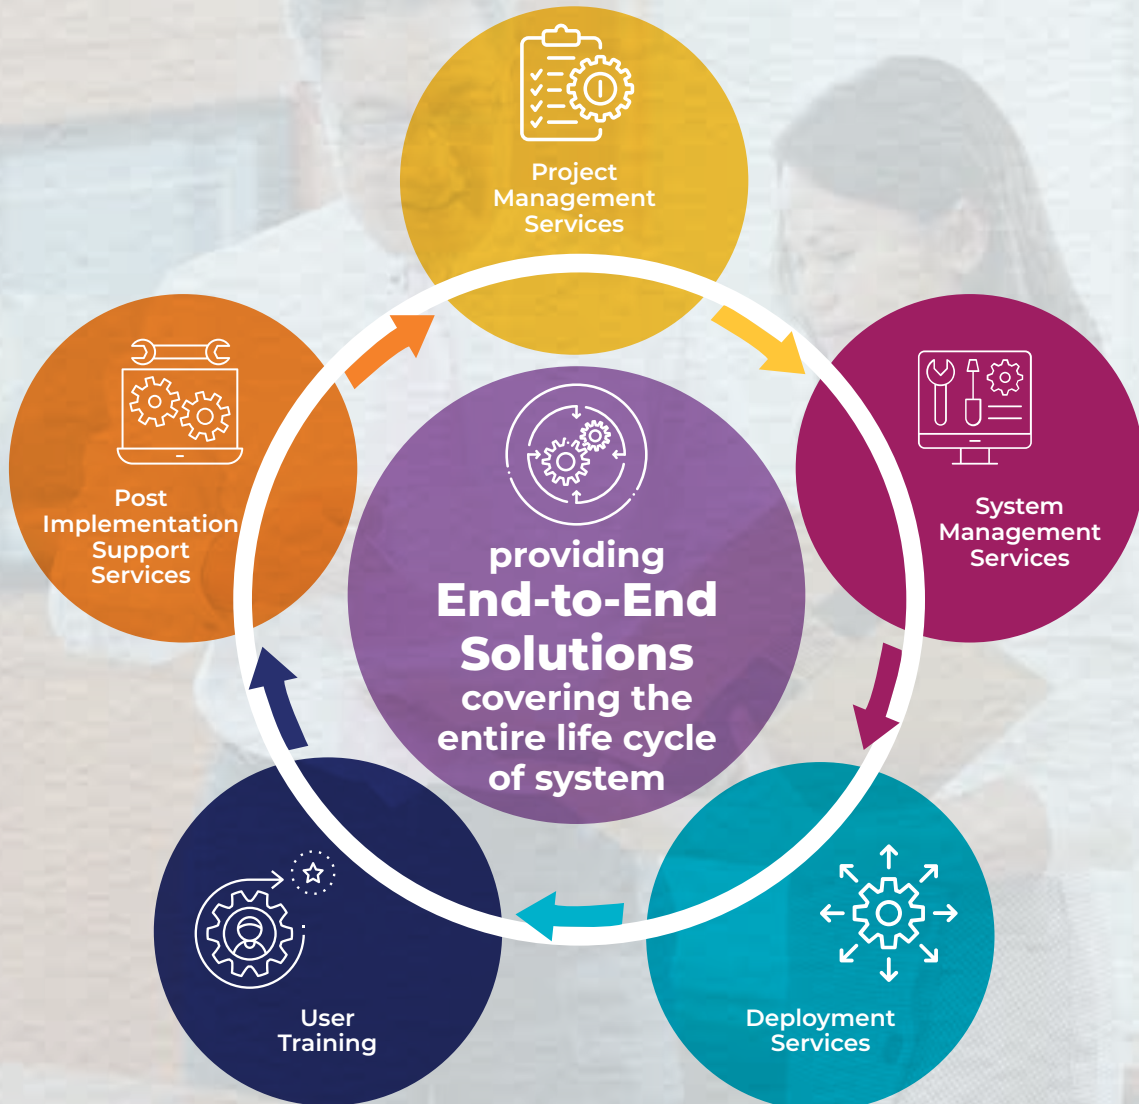 Project
Management
Services
System
Management
Services
Deployment
Services
User
Training
Post
Implementation
Support
Services
providing
End-to-End
Solutions
covering the
entire life cycle
of system